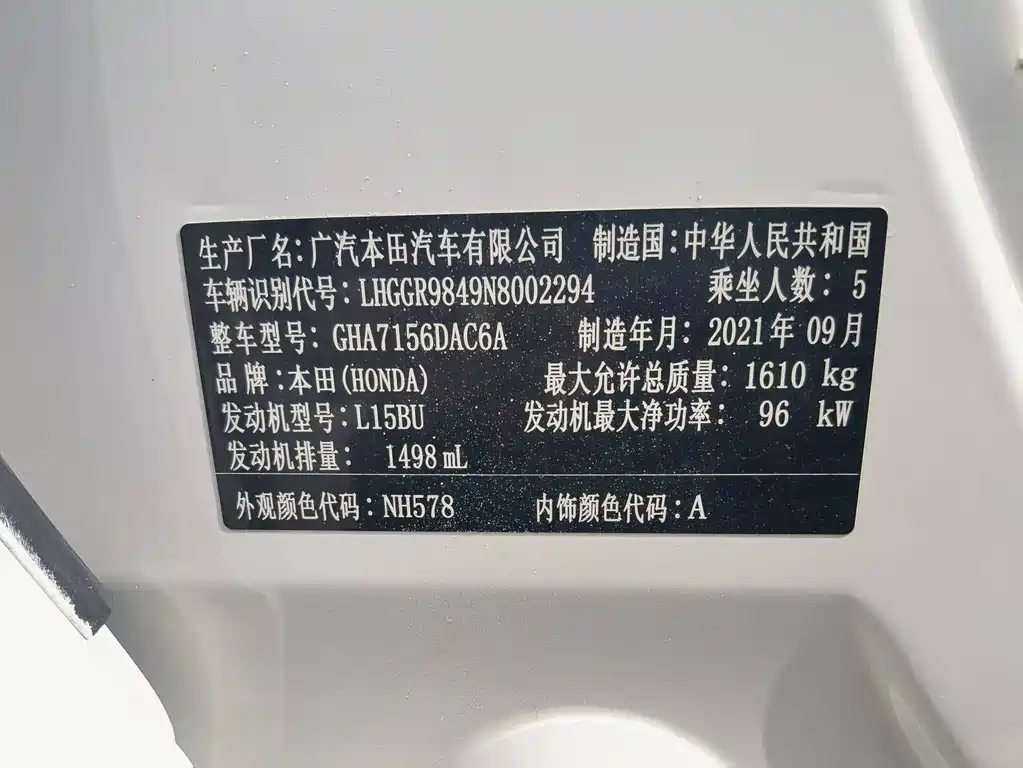 生产厂名:广汽本田汽车有限公司 制造国:中华人民共和国
车辆识别代号:LHGGR9849N8002294 乘坐人数:5
整车型号:GHA7156DAC6A 制造年月:2021年09月
品牌:本田(HONDA) 最大允许总质量:1610 kg
发动机型号:L15BU 发动机最大净功率:96 kW
发动机排量:1498mL
外观颜色代码:NH578 内饰颜色代码:A